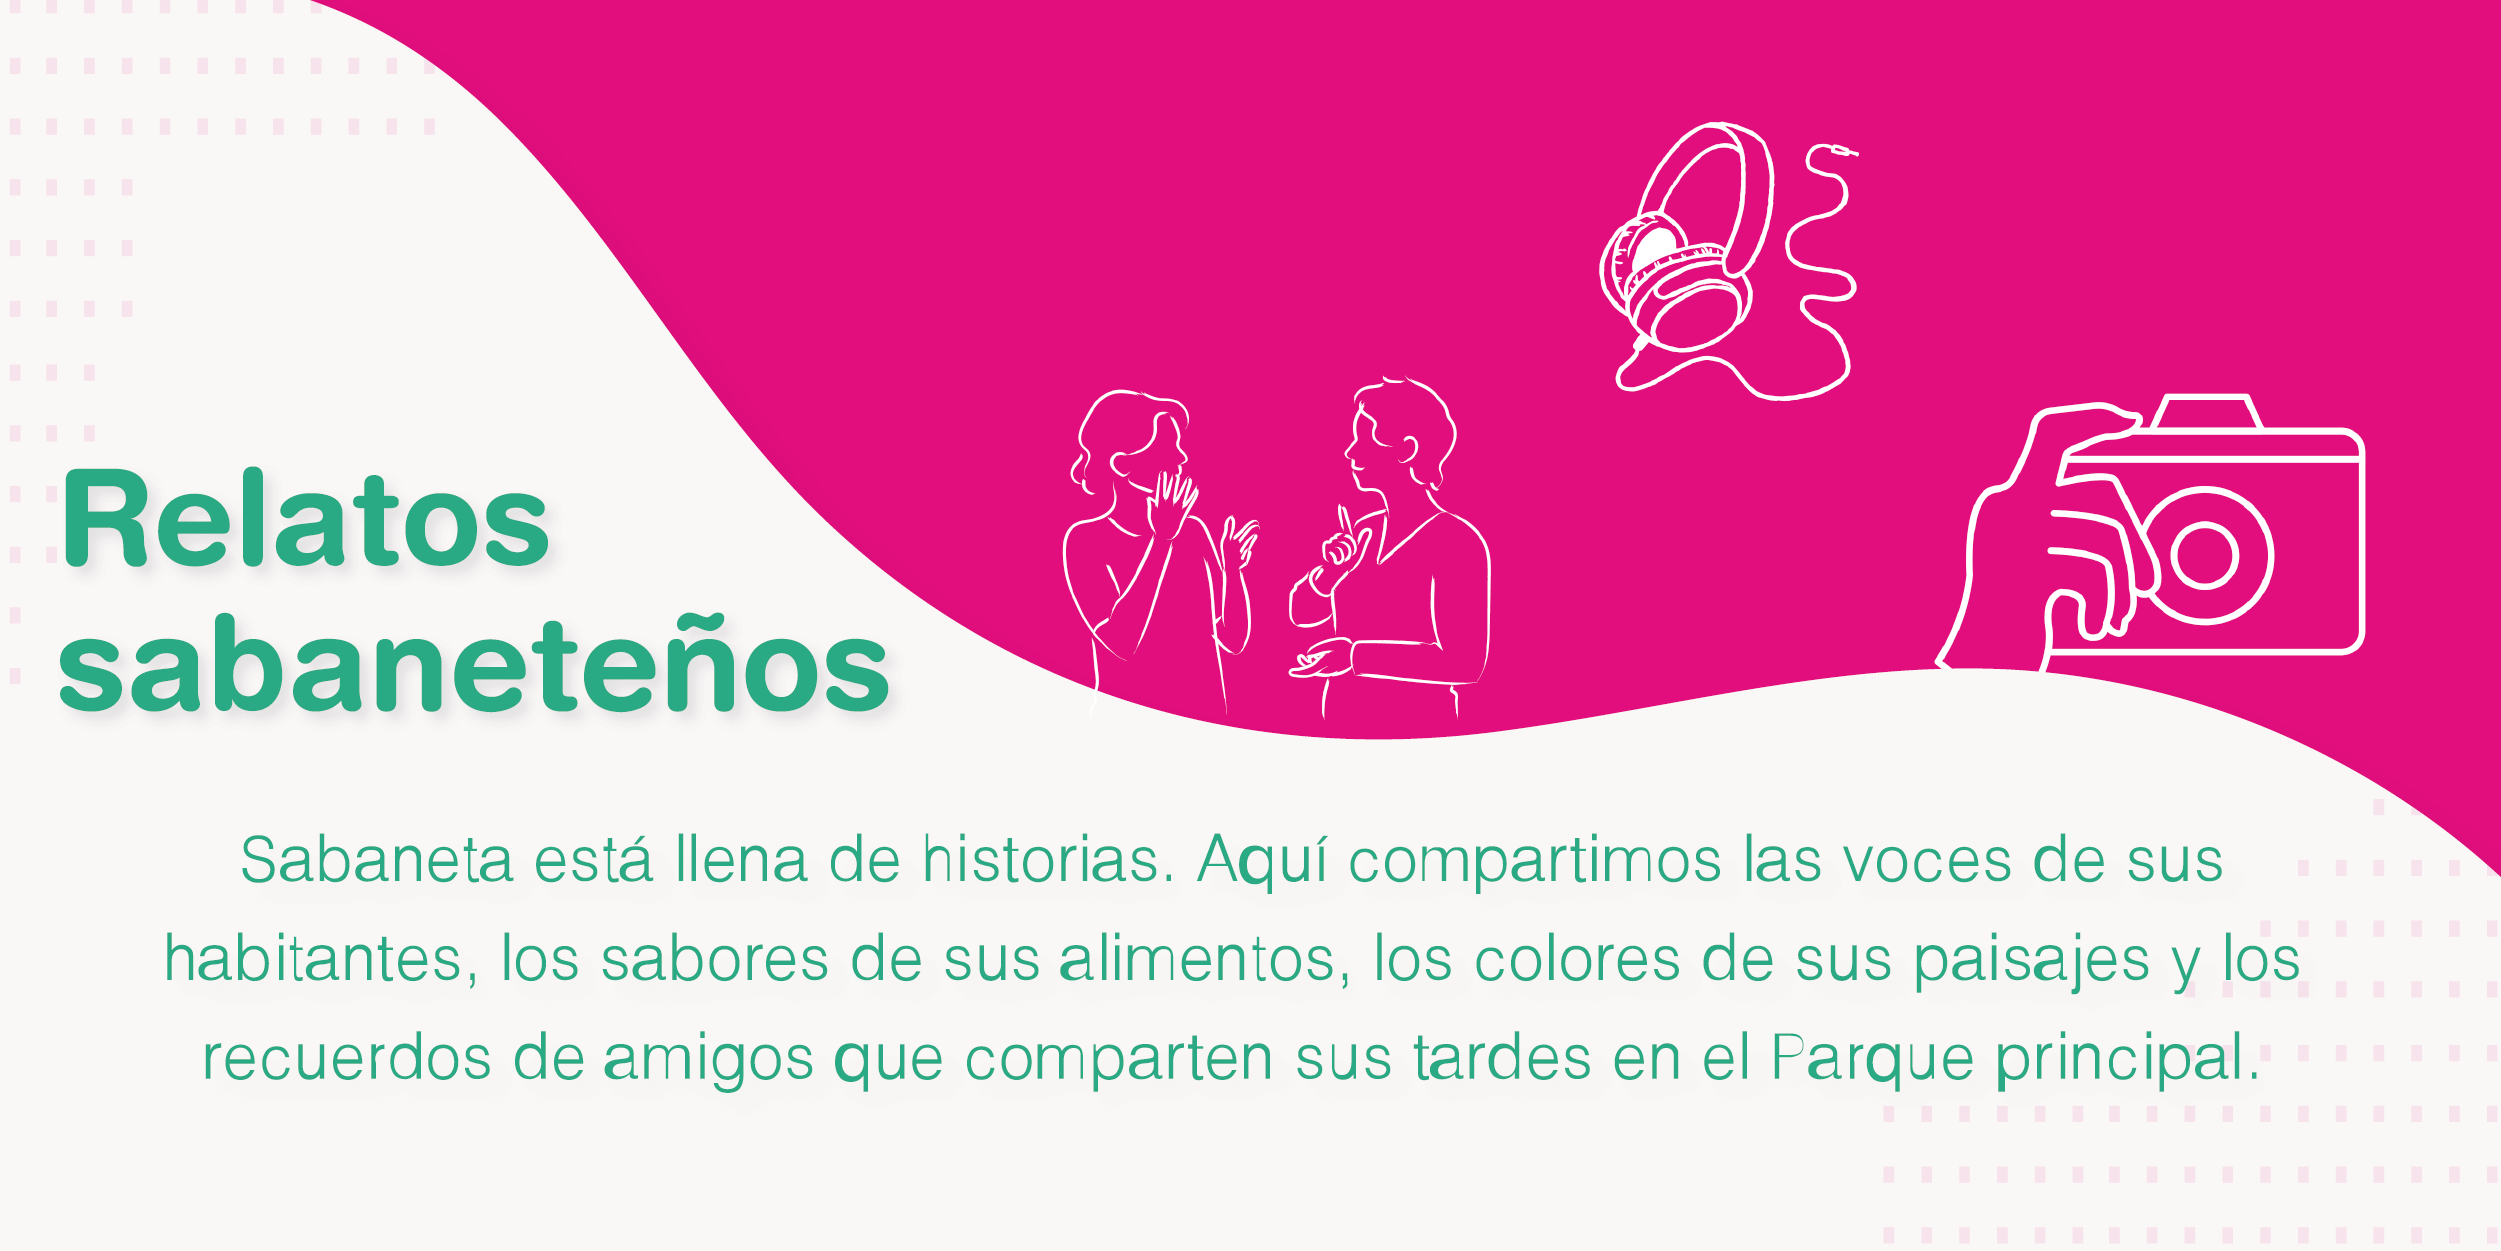 Relatos
sabaneteños
Sabaneta está llena de historias. Aquí compartimos las voces de sus
habitantes, los sabores de sus alimentos, los colores de sus paisajes y los
recuerdos de amigos que comparten sus tardes en el Parque principal.